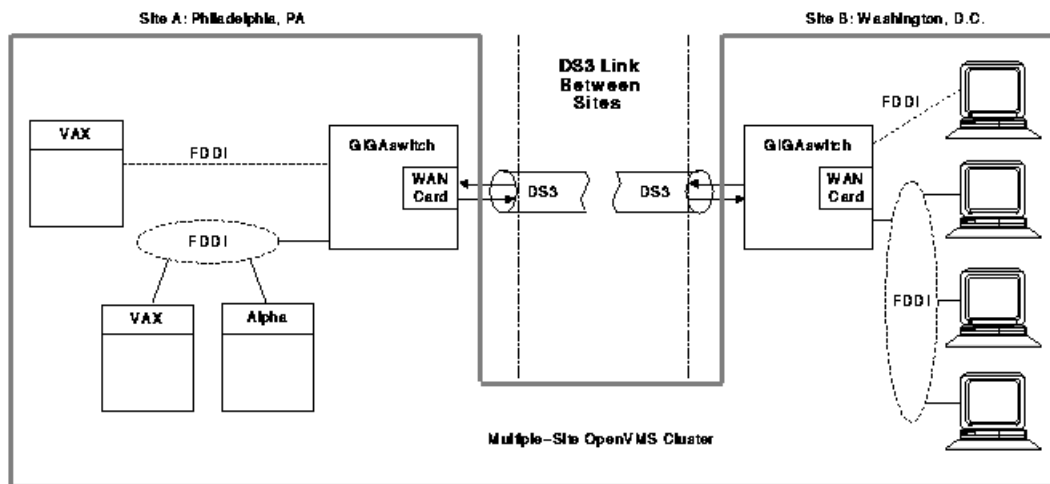 Site A: Philadelphia, PA
Site B: Washington, D.C.
DS3 Link
Between
Sites
VAX
FDDI
GIGAswitch
WAN
Card
DS3
DS3
GIGAswitch
WAN
Card
FDDI
FDDI
VAX
Alpha
FDDI
Multiple-Site OpenVMS Cluster